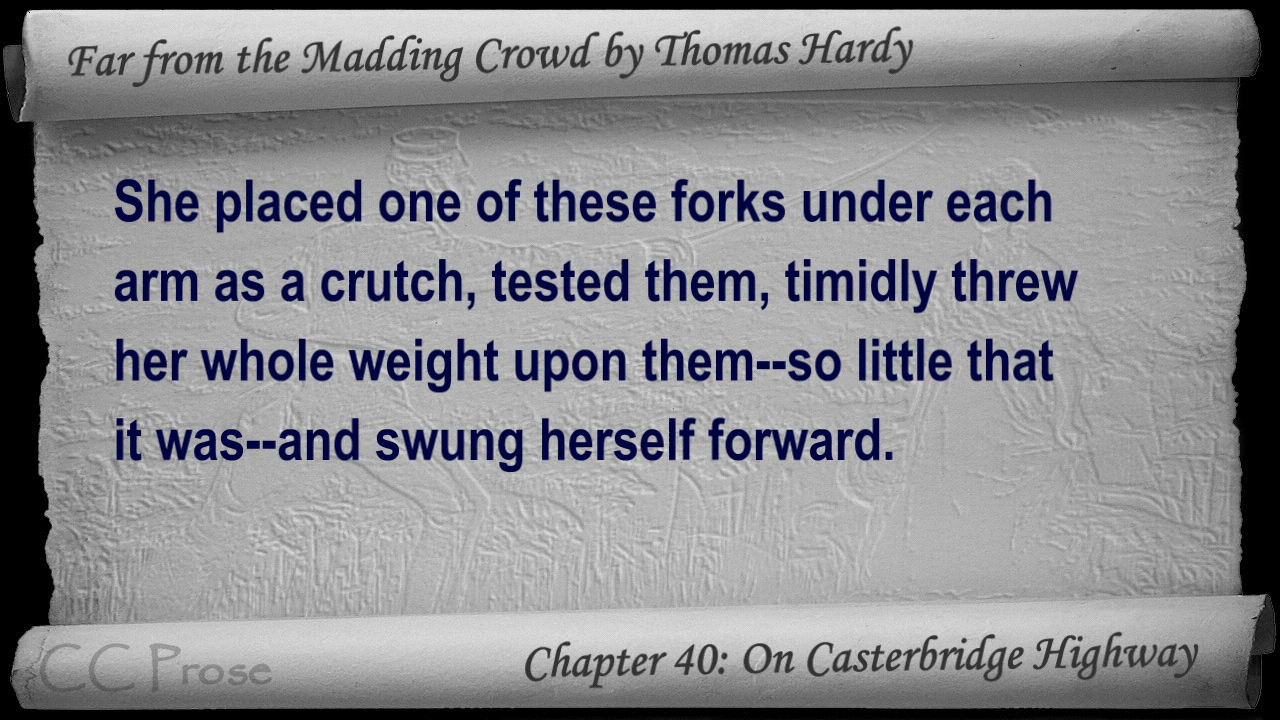 Far from the Madding Crowd by Thomas Hardy
She placed one of these forks under each
arm as a crutch, tested them, timidly threw
her whole weight upon them--so little that
it was--and swung herself forward.
CC Prose
Chapter 40: On Casterbridge Highway